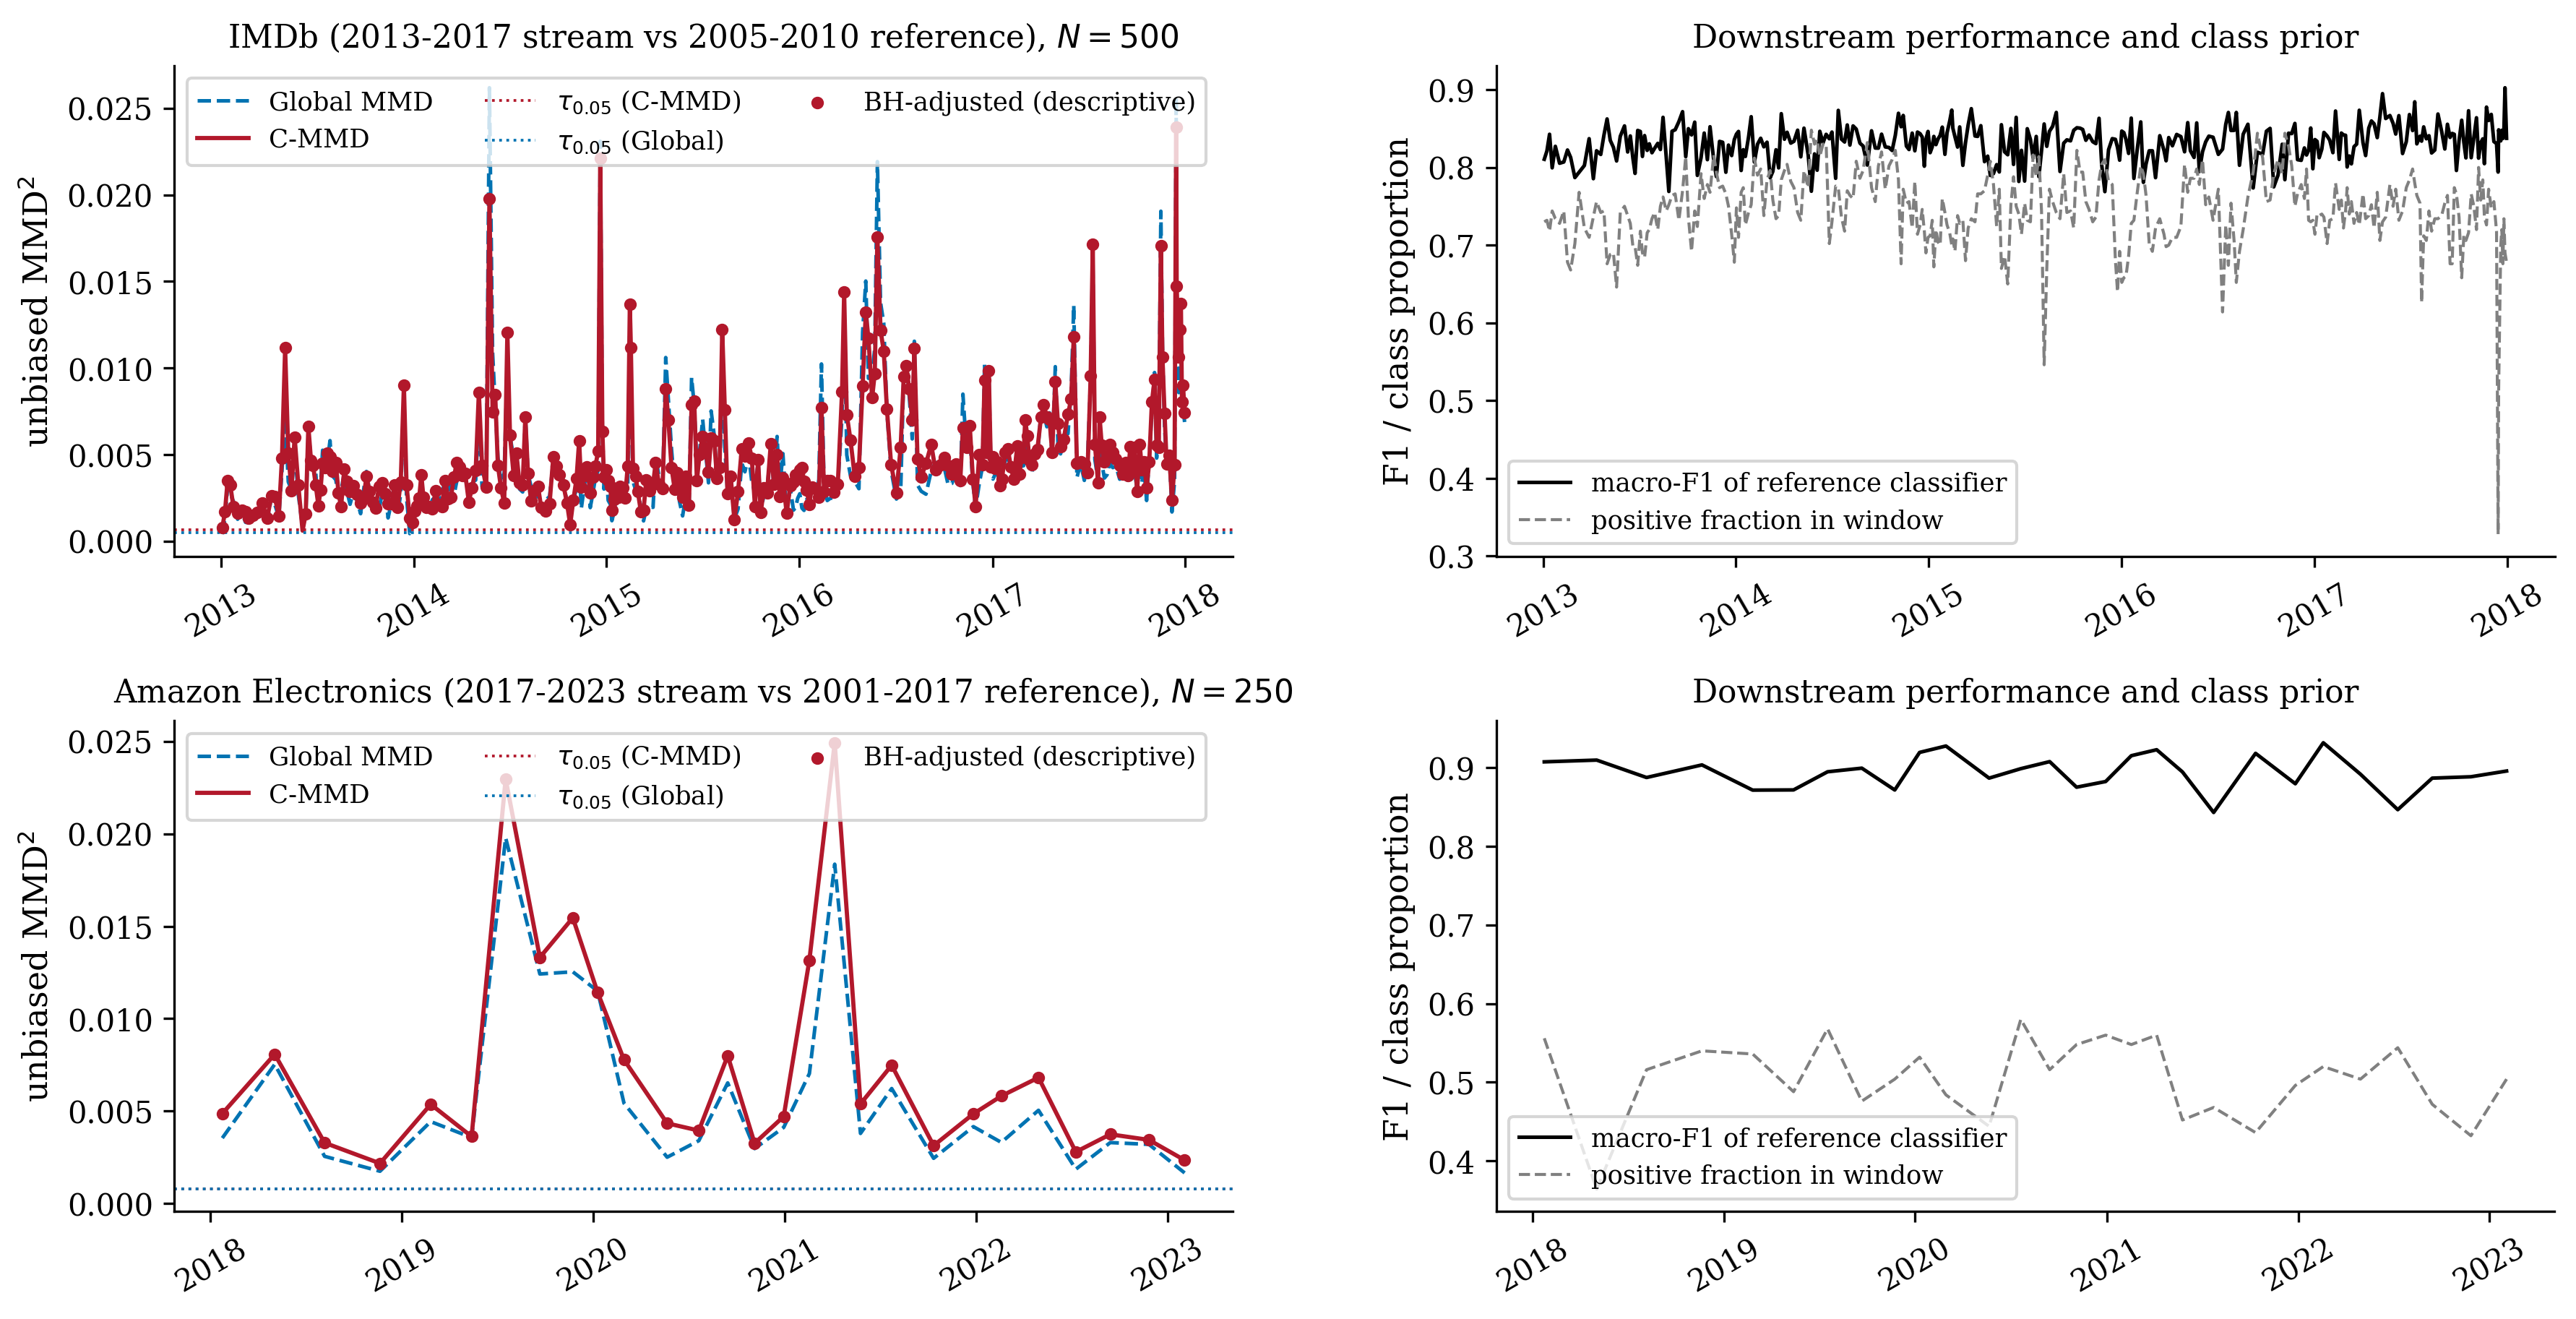 IMDb (2013-2017 stream vs 2005-2010 reference), N = 500
unbiased MMD²
0.025
0.020
0.015
0.010
0.005
0.000
Global MMD
C-MMD
τ0.05 (C-MMD)
τ0.05 (Global)
BH-adjusted (descriptive)
2013
2014
2015
2016
2017
2018
Downstream performance and class prior
F1 / class proportion
0.9
0.8
0.7
0.6
0.5
0.4
0.3
macro-F1 of reference classifier
positive fraction in window
2013
2014
2015
2016
2017
2018
Amazon Electronics (2017-2023 stream vs 2001-2017 reference), N = 250
unbiased MMD²
0.025
0.020
0.015
0.010
0.005
0.000
Global MMD
C-MMD
τ0.05 (C-MMD)
τ0.05 (Global)
BH-adjusted (descriptive)
2018
2019
2020
2021
2022
2023
Downstream performance and class prior
F1 / class proportion
0.9
0.8
0.7
0.6
0.5
0.4
macro-F1 of reference classifier
positive fraction in window
2018
2019
2020
2021
2022
2023